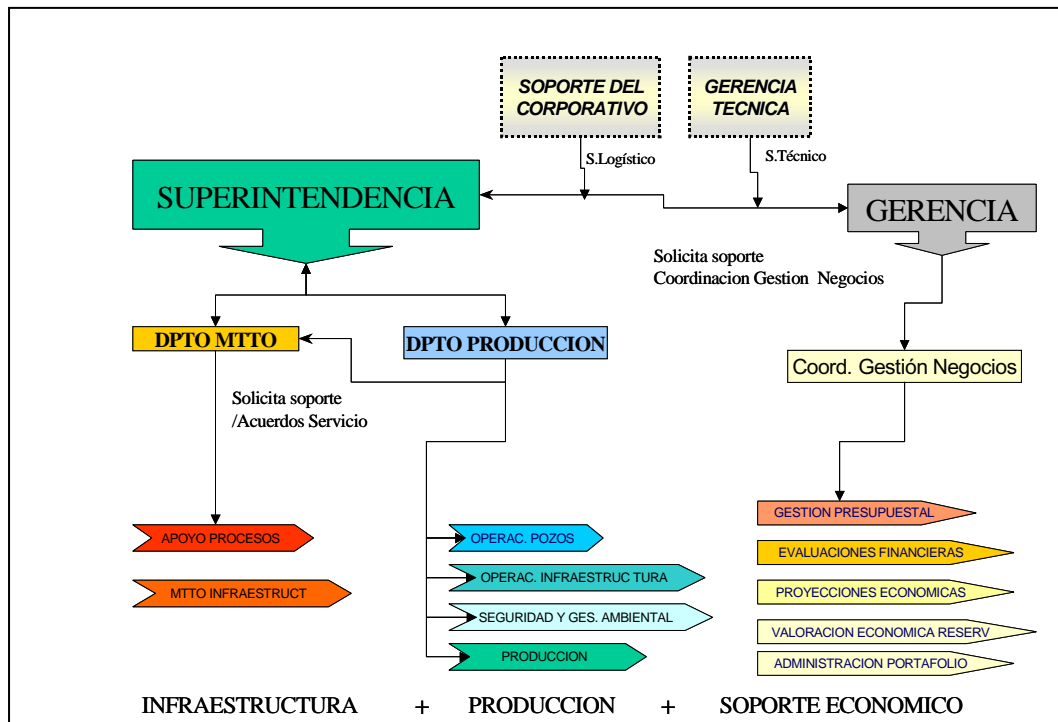 SOPORTE DEL
CORPORATIVO
GERENCIA
TECNICA
S.Logístico
S.Técnico
SUPERINTENDENCIA
GERENCIA
Solicita soporte
Coordinacion Gestion Negocios
DPTO MTTO
DPTO PRODUCCION
Coord. Gestión Negocios
Solicita soporte
/Acuerdos Servicio
APOYO PROCESOS
MTTO INFRAESTRUCT
OPERAC. POZOS
OPERAC. INFRAESTRUC TURA
SEGURIDAD Y GES. AMBIENTAL
PRODUCCION
GESTION PRESUPUESTAL
EVALUACIONES FINANCIERAS
PROYECCIONES ECONOMICAS
VALORACION ECONOMICA RESERV
ADMINISTRACION PORTAFOLIO
INFRAESTRUCTURA + PRODUCCION + SOPORTE ECONOMICO